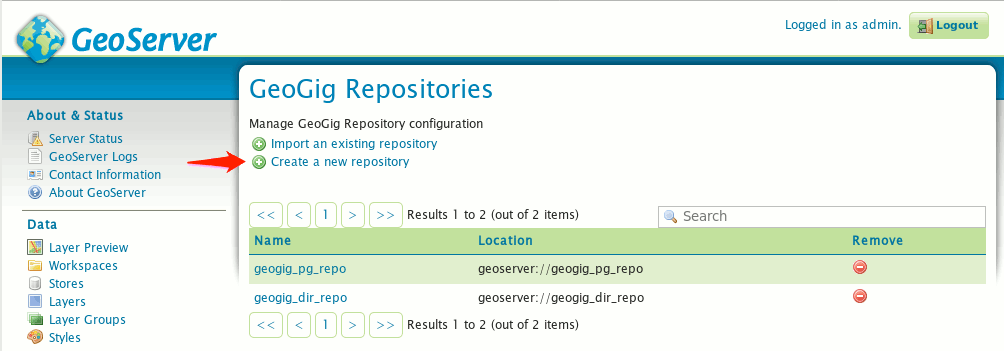 GeoServer
Logged in as admin.
Logout
GeoGig Repositories
Manage GeoGig Repository configuration
Import an existing repository
Create a new repository
About & Status
Server Status
GeoServer Logs
Contact Information
About GeoServer
Data
Layer Preview
Workspaces
Stores
Layers
Layer Groups
Styles
<< < 1 > >> Results 1 to 2 (out of 2 items)
Search
Name Location Remove
geogig_pg_repo geoserver://geogig_pg_repo
geogig_dir_repo geoserver://geogig_dir_repo
<< < 1 > >> Results 1 to 2 (out of 2 items)